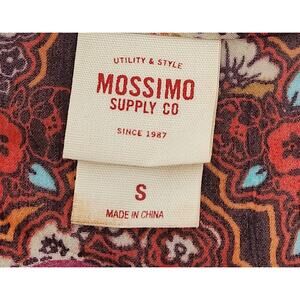 UTILITY & STYLE
MOSSIMO
SUPPLY CO
SINCE 1987
S
MADE IN CHINA